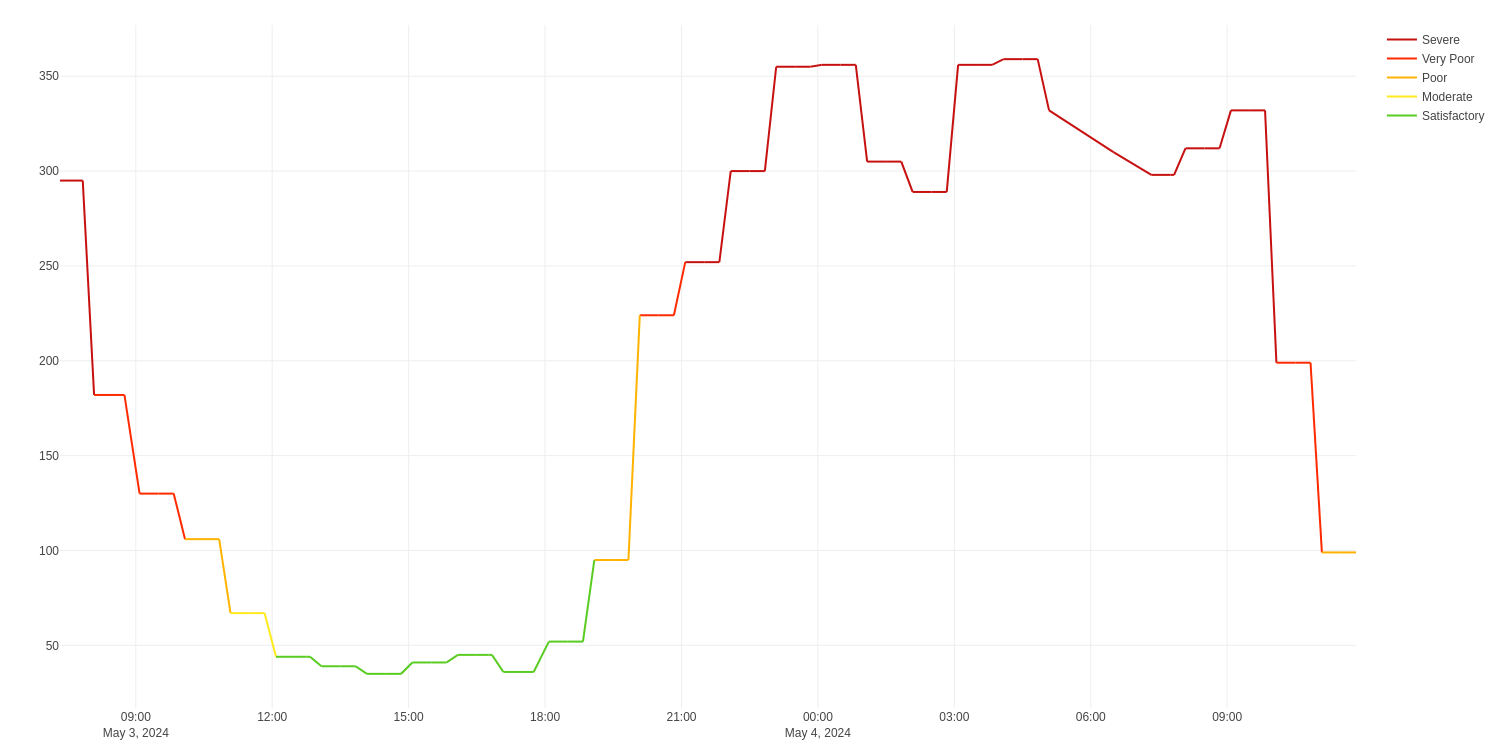 350
300
250
200
150
100
50
09:00
May 3, 2024
12:00
15:00
18:00
21:00
00:00
May 4, 2024
03:00
06:00
09:00
Severe
Very Poor
Poor
Moderate
Satisfactory